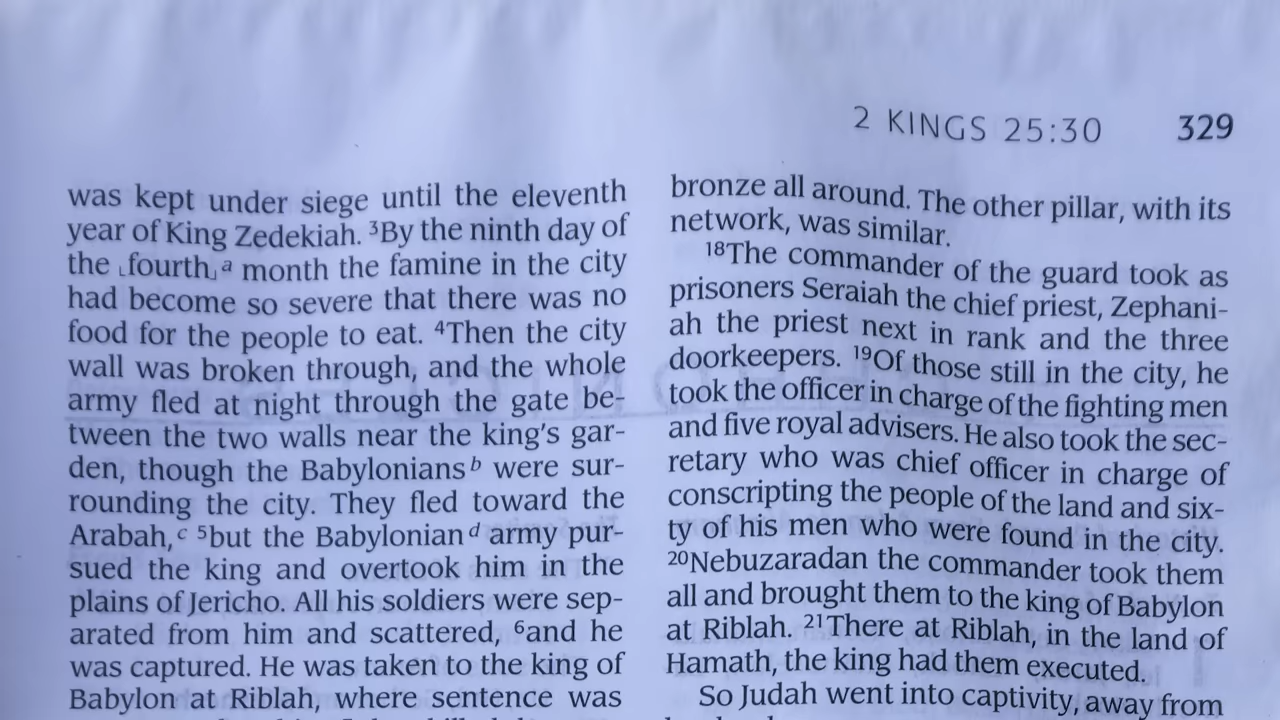 2 KINGS 25:30 329
was kept under siege until the eleventh
year of King Zedekiah. ³By the ninth day of
the ⌞fourth⌟ᵃ month the famine in the city
had become so severe that there was no
food for the people to eat. ⁴Then the city
wall was broken through, and the whole
army fled at night through the gate be-
tween the two walls near the king's gar-
den, though the Babyloniansᵇ were sur-
rounding the city. They fled toward the
Arabah,ᶜ ⁵but the Babylonianᵈ army pur-
sued the king and overtook him in the
plains of Jericho. All his soldiers were sep-
arated from him and scattered, ⁶and he
was captured. He was taken to the king of
Babylon at Riblah, where sentence was
bronze all around. The other pillar, with its
network, was similar.
¹⁸The commander of the guard took as
prisoners Seraiah the chief priest, Zephani-
ah the priest next in rank and the three
doorkeepers. ¹⁹Of those still in the city, he
took the officer in charge of the fighting men
and five royal advisers. He also took the sec-
retary who was chief officer in charge of
conscripting the people of the land and six-
ty of his men who were found in the city.
²⁰Nebuzaradan the commander took them
all and brought them to the king of Babylon
at Riblah. ²¹There at Riblah, in the land of
Hamath, the king had them executed.
So Judah went into captivity, away from